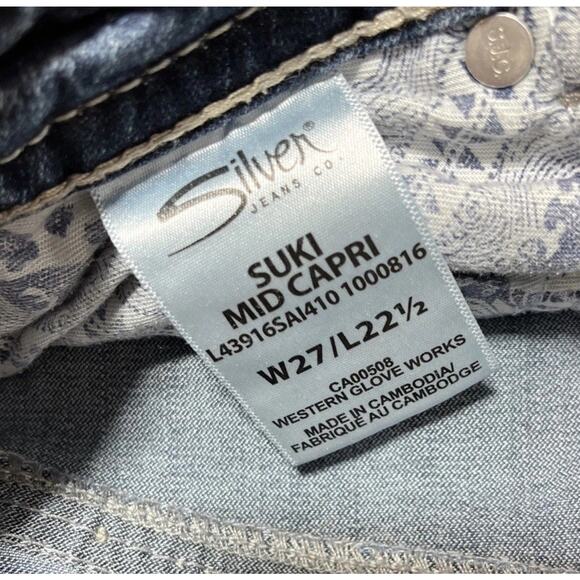 Silver®
JEANS CO.
SUKI
MID CAPRI
L43916SAI410 1000816
W27/L22½
CA00508
WESTERN GLOVE WORKS
MADE IN CAMBODIA/
FABRIQUÉ AU CAMBODGE